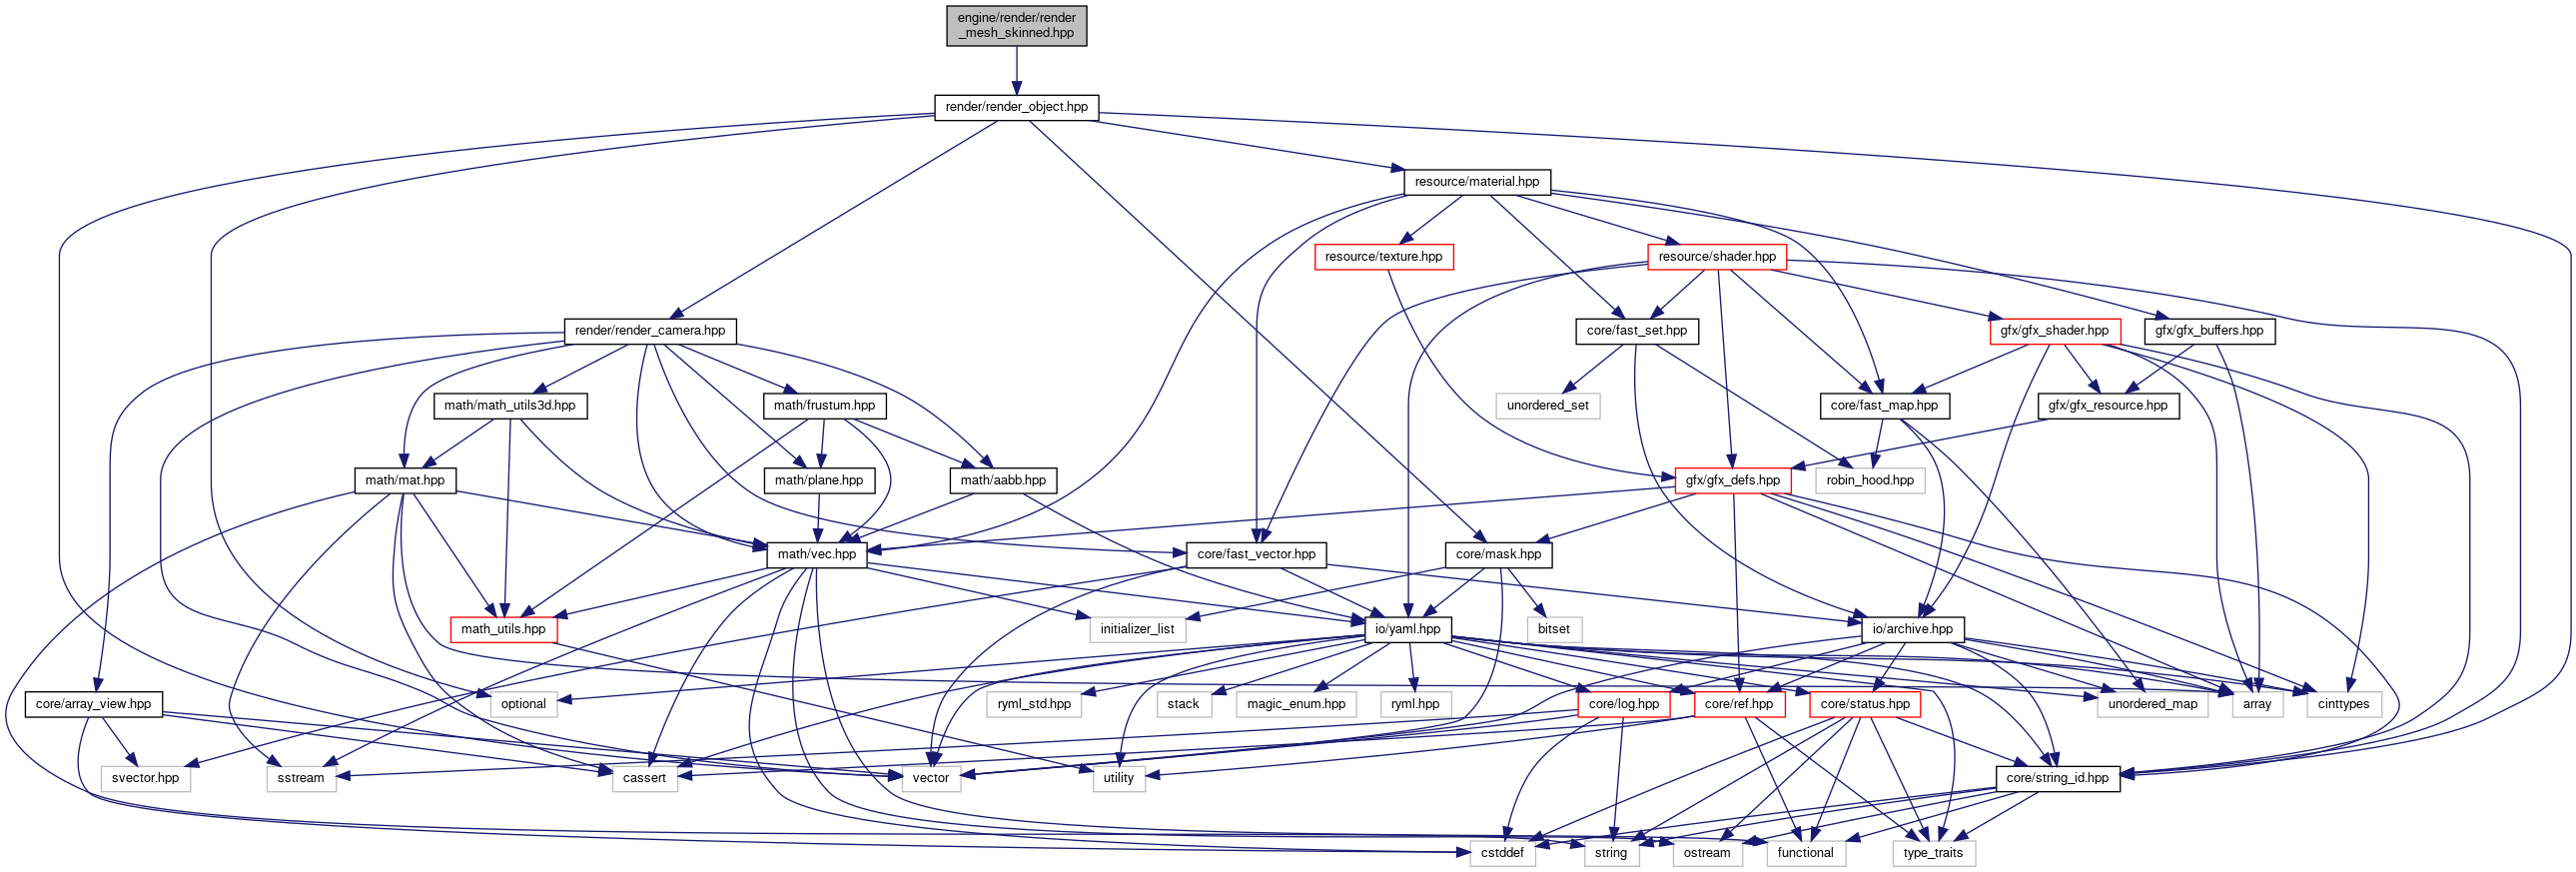 engine/render/render
_mesh_skinned.hpp
render/render_object.hpp
resource/material.hpp
resource/texture.hpp
resource/shader.hpp
render/render_camera.hpp
core/fast_set.hpp
gfx/gfx_shader.hpp
gfx/gfx_buffers.hpp
math/math_utils3d.hpp
math/frustum.hpp
unordered_set
core/fast_map.hpp
gfx/gfx_resource.hpp
math/mat.hpp
math/plane.hpp
math/aabb.hpp
gfx/gfx_defs.hpp
robin_hood.hpp
math/vec.hpp
core/fast_vector.hpp
core/mask.hpp
math_utils.hpp
initializer_list
io/yaml.hpp
bitset
io/archive.hpp
core/array_view.hpp
optional
ryml_std.hpp
stack
magic_enum.hpp
ryml.hpp
core/log.hpp
core/ref.hpp
core/status.hpp
unordered_map
array
cinttypes
svector.hpp
sstream
cassert
vector
utility
core/string_id.hpp
cstddef
string
ostream
functional
type_traits